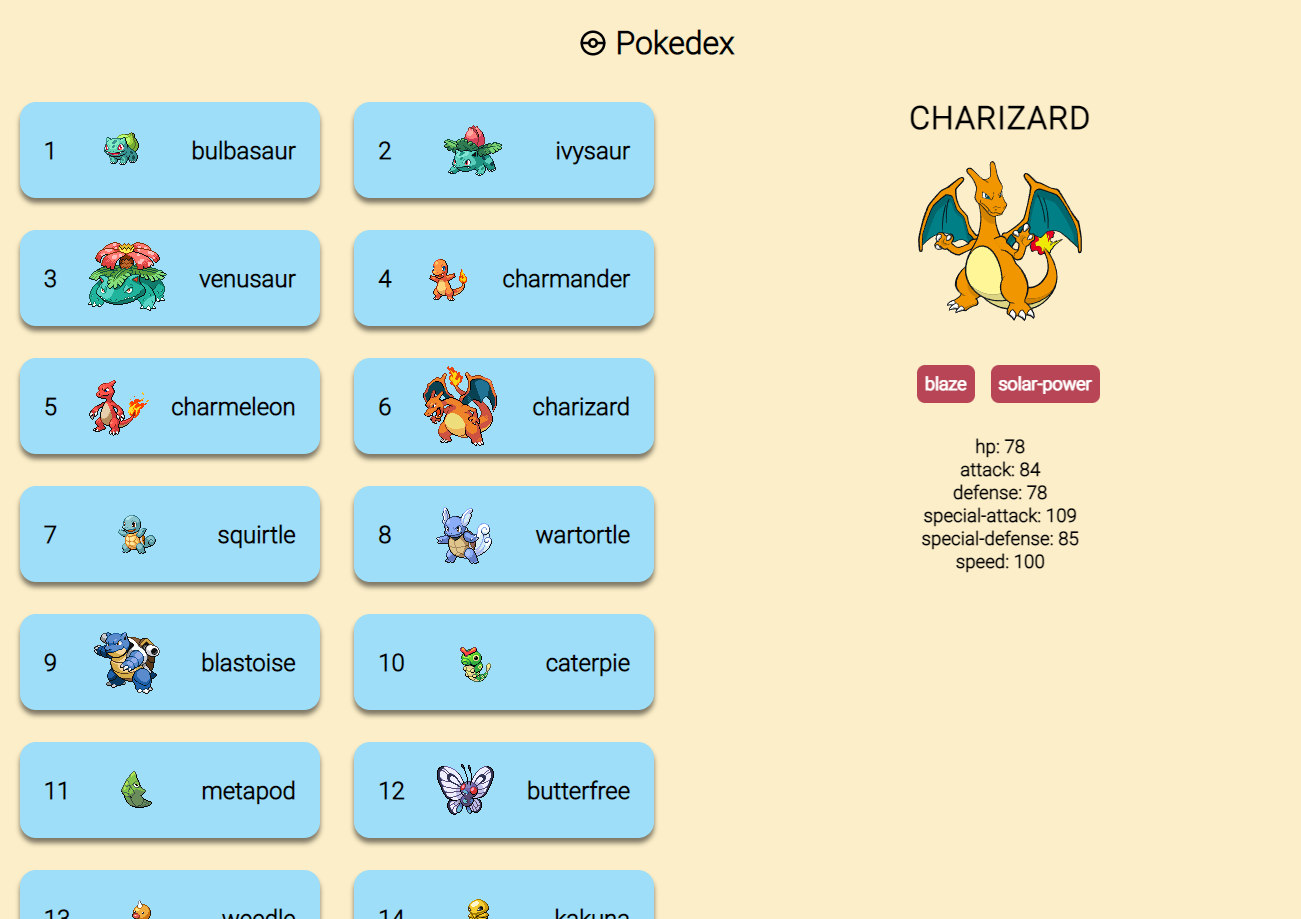 Pokedex
1 bulbasaur
2 ivysaur
3 venusaur
4 charmander
5 charmeleon
6 charizard
7 squirtle
8 wartortle
9 blastoise
10 caterpie
11 metapod
12 butterfree
13 weedle
14 kakuna
CHARIZARD
blaze solar-power
hp: 78
attack: 84
defense: 78
special-attack: 109
special-defense: 85
speed: 100